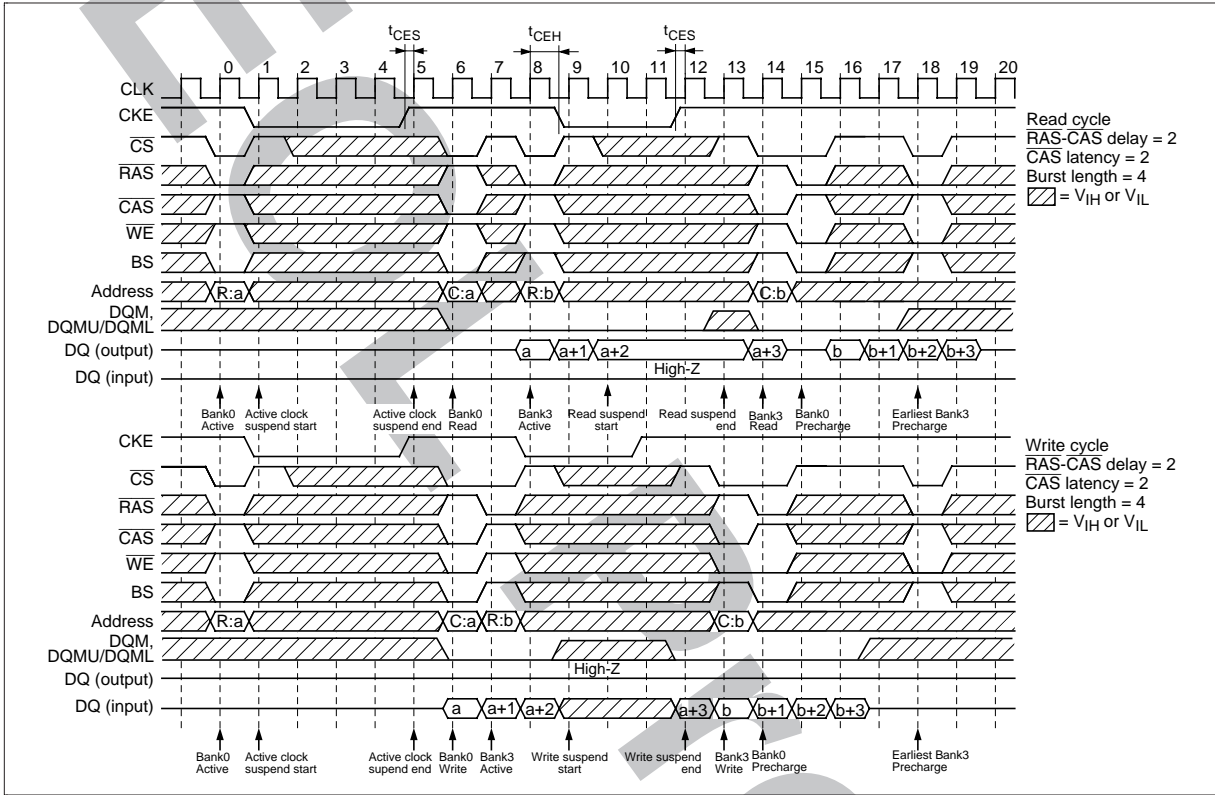 tCES tCEH tCES
0 1 2 3 4 5 6 7 8 9 10 11 12 13 14 15 16 17 18 19 20
CLK
CKE
CS
RAS
CAS
WE
BS
Address R:a C:a R:b C:b
DQM,
DQMU/DQML
DQ (output) a a+1 a+2 a+3 b b+1 b+2 b+3
High-Z
DQ (input)
Read cycle
RAS-CAS delay = 2
CAS latency = 2
Burst length = 4
= VIH or VIL
Bank0
Active
Active clock
suspend start
Active clock
suspend end
Bank0
Read
Bank3
Active
Read suspend
start
Read suspend
end
Bank3
Read
Bank0
Precharge
Earliest Bank3
Precharge
CKE
CS
RAS
CAS
WE
BS
Address R:a C:a R:b C:b
DQM,
DQMU/DQML
High-Z
DQ (output)
DQ (input) a a+1 a+2 a+3 b b+1 b+2 b+3
Write cycle
RAS-CAS delay = 2
CAS latency = 2
Burst length = 4
= VIH or VIL
Bank0
Active
Active clock
suspend start
Active clock
supend end
Bank0
Write
Bank3
Active
Write suspend
start
Write suspend
end
Bank3
Write
Bank0
Precharge
Earliest Bank3
Precharge